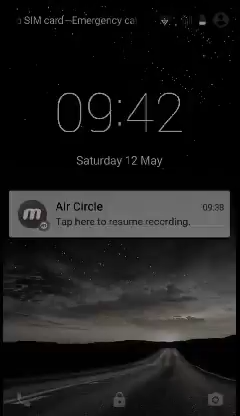 SIM card—Emergency ca
09:42
Saturday 12 May
m
Air Circle
09:38
Tap here to resume recording.